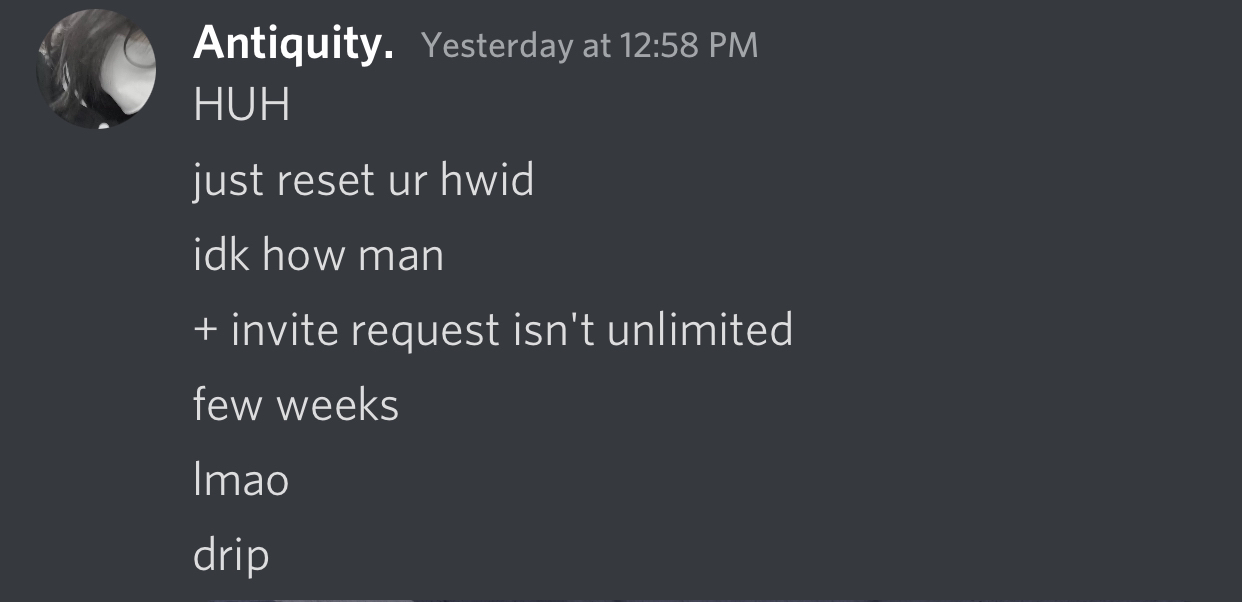 Antiquity. Yesterday at 12:58 PM
HUH
just reset ur hwid
idk how man
+ invite request isn't unlimited
few weeks
lmao
drip